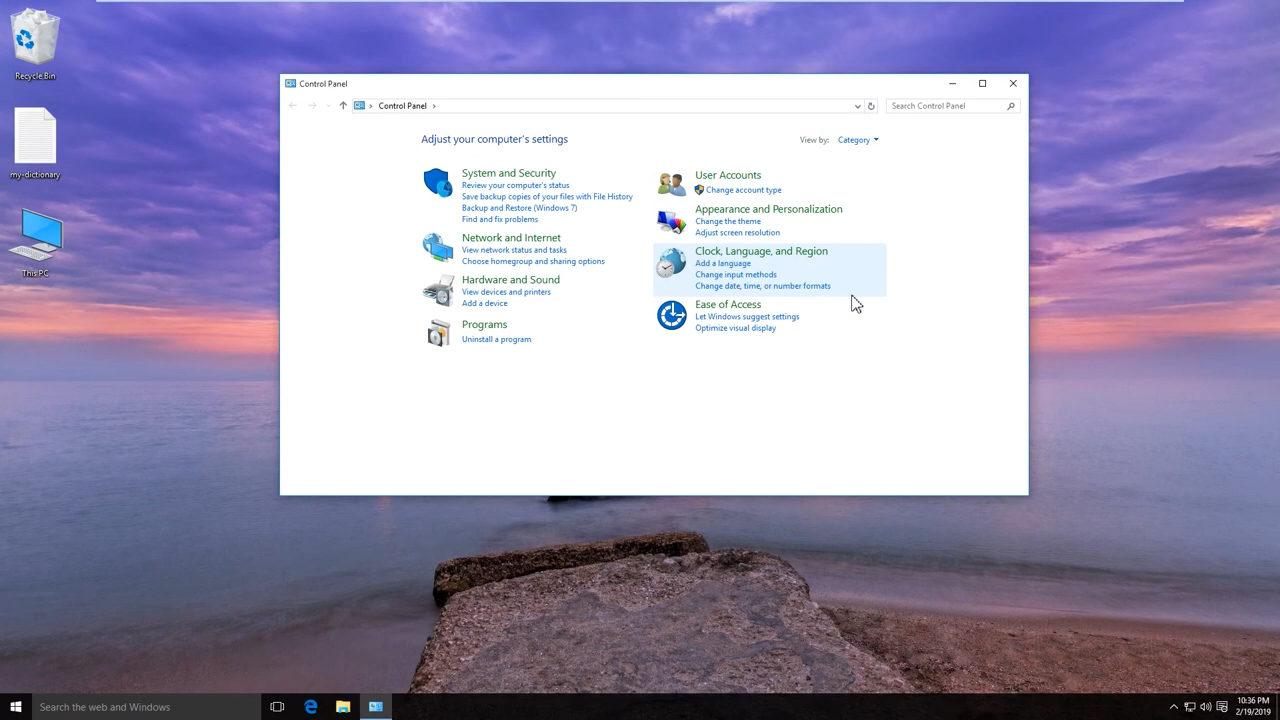 Recycle Bin
my-dictionary
This PC
Control Panel
Control Panel
Search Control Panel
Adjust your computer's settings
View by: Category
System and Security
Review your computer's status
Save backup copies of your files with File History
Backup and Restore (Windows 7)
Find and fix problems
Network and Internet
View network status and tasks
Choose homegroup and sharing options
Hardware and Sound
View devices and printers
Add a device
Programs
Uninstall a program
User Accounts
Change account type
Appearance and Personalization
Change the theme
Adjust screen resolution
Clock, Language, and Region
Add a language
Change input methods
Change date, time, or number formats
Ease of Access
Let Windows suggest settings
Optimize visual display
Search the web and Windows
10:36 PM
2/19/2019